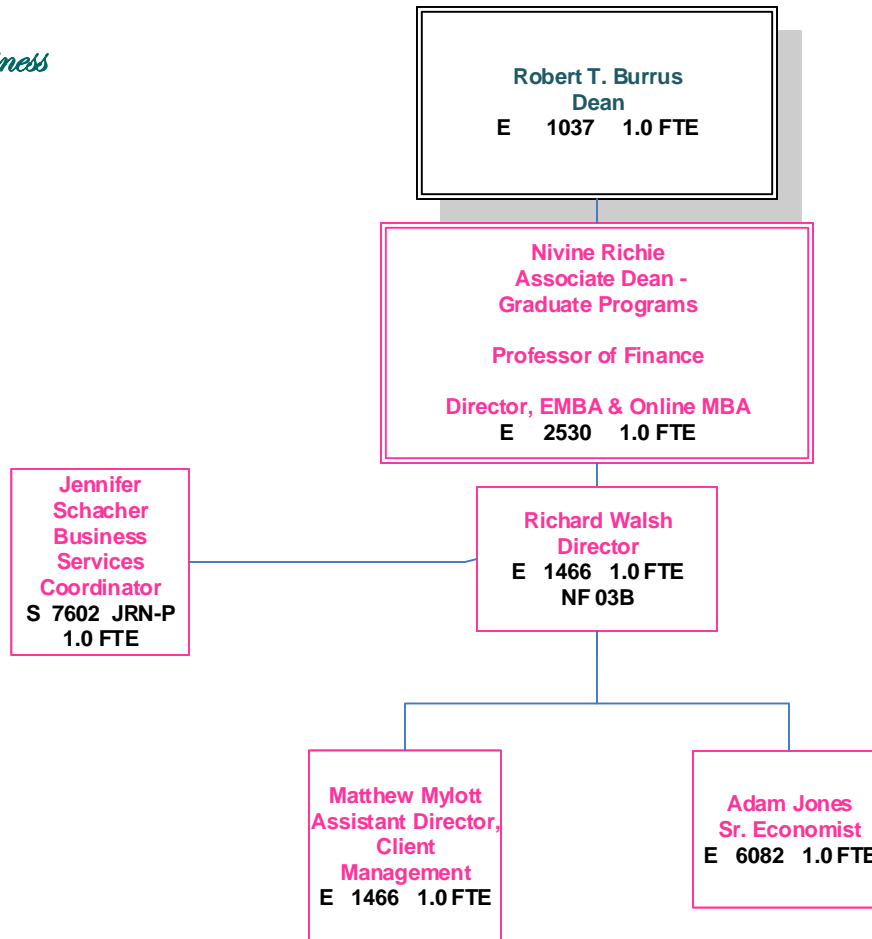 Robert T. Burrus
Dean
E 1037 1.0 FTE
Nivine Richie
Associate Dean -
Graduate Programs
Professor of Finance
Director, EMBA & Online MBA
E 2530 1.0 FTE
Jennifer
Schacher
Business
Services
Coordinator
S 7602 JRN-P
1.0 FTE
Richard Walsh
Director
E 1466 1.0 FTE
NF 03B
Matthew Mylott
Assistant Director,
Client
Management
E 1466 1.0 FTE
Adam Jones
Sr. Economist
E 6082 1.0 FTE